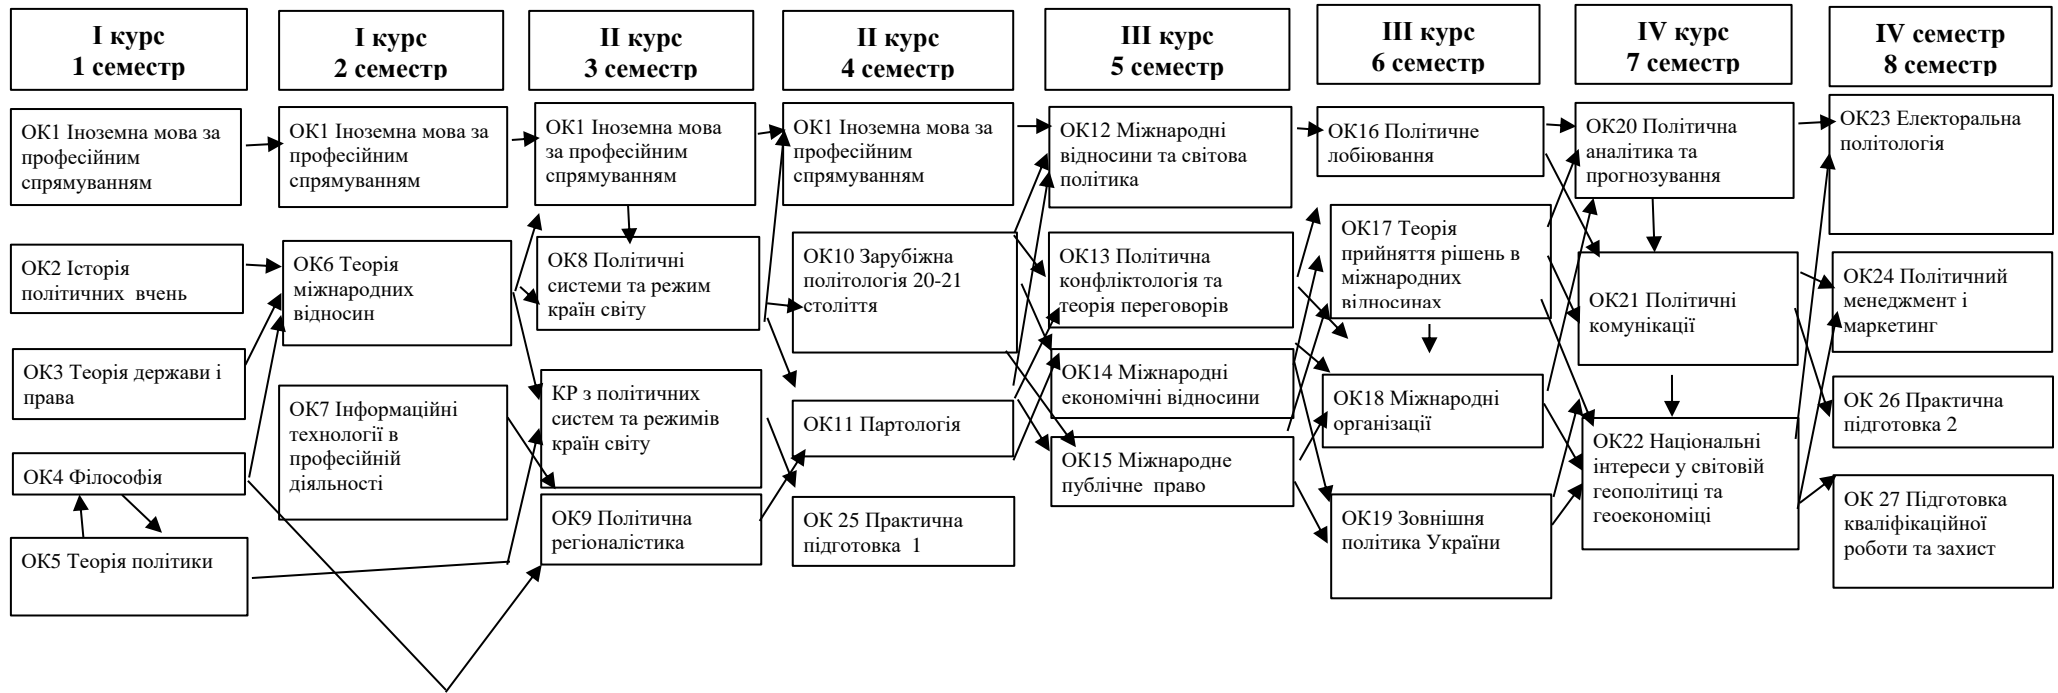 I курс
1 семестр
I курс
2 семестр
II курс
3 семестр
II курс
4 семестр
III курс
5 семестр
III курс
6 семестр
IV курс
7 семестр
IV семестр
8 семестр
ОК1 Іноземна мова за
професійним
спрямуванням
ОК2 Історія
політичних вчень
ОК3 Теорія держави і
права
ОК4 Філософія
ОК5 Теорія політики
ОК1 Іноземна мова за
професійним
спрямуванням
ОК6 Теорія
міжнародних
відносин
ОК7 Інформаційні
технології в
професійній
діяльності
ОК1 Іноземна мова
за професійним
спрямуванням
ОК8 Політичні
системи та режим
країн світу
КР з політичних
систем та режимів
країн світу
ОК9 Політична
регіоналістика
ОК1 Іноземна мова за
професійним
спрямуванням
ОК10 Зарубіжна
політологія 20-21
століття
ОК11 Партологія
ОК 25 Практична
підготовка 1
ОК12 Міжнародні
відносини та світова
політика
ОК13 Політична
конфліктологія та
теорія переговорів
ОК14 Міжнародні
економічні відносини
ОК15 Міжнародне
публічне право
ОК16 Політичне
лобіювання
ОК17 Теорія
прийняття рішень в
міжнародних
відносинах
ОК18 Міжнародні
організації
ОК19 Зовнішня
політика України
ОК20 Політична
аналітика та
прогнозування
ОК21 Політичні
комунікації
ОК22 Національні
інтереси у світовій
геополітиці та
геоекономіці
ОК23 Електоральна
політологія
ОК24 Політичний
менеджмент і
маркетинг
ОК 26 Практична
підготовка 2
ОК 27 Підготовка
кваліфікаційної
роботи та захист